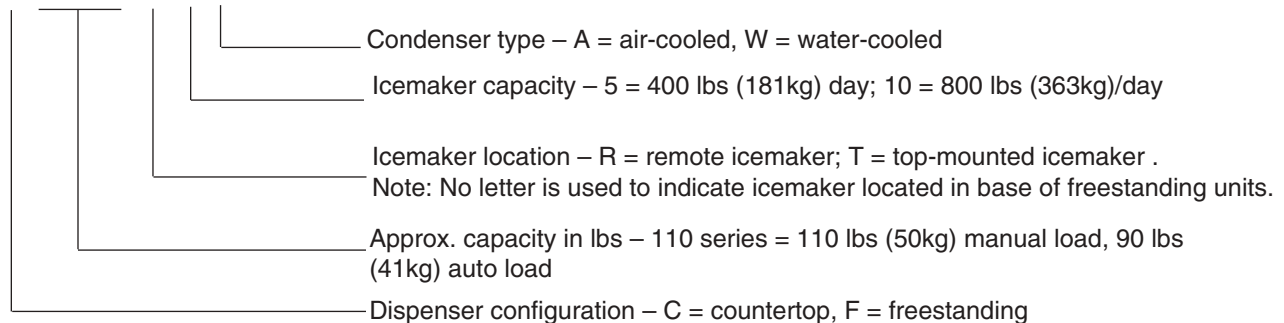 Condenser type – A = air-cooled, W = water-cooled
Icemaker capacity – 5 = 400 lbs (181kg) day; 10 = 800 lbs (363kg)/day
Icemaker location – R = remote icemaker; T = top-mounted icemaker .
Note: No letter is used to indicate icemaker located in base of freestanding units.
Approx. capacity in lbs – 110 series = 110 lbs (50kg) manual load, 90 lbs
(41kg) auto load
Dispenser configuration – C = countertop, F = freestanding